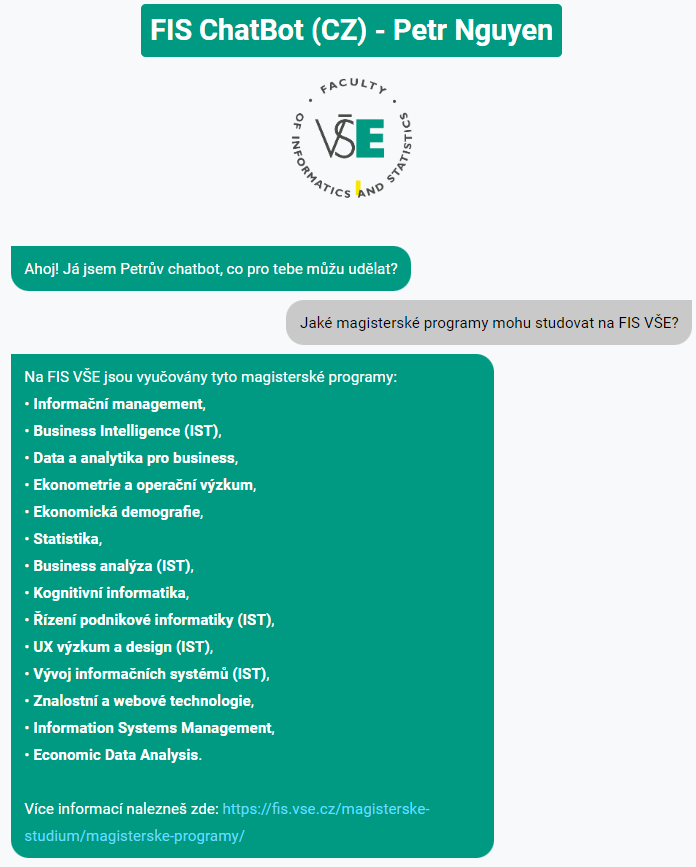 FIS ChatBot (CZ) - Petr Nguyen
• FACULTY •
OF INFORMATICS AND STATISTICS
VŠE
Ahoj! Já jsem Petrův chatbot, co pro tebe můžu udělat?
Jaké magisterské programy mohu studovat na FIS VŠE?
Na FIS VŠE jsou vyučovány tyto magisterské programy:
• Informační management,
• Business Intelligence (IST),
• Data a analytika pro business,
• Ekonometrie a operační výzkum,
• Ekonomická demografie,
• Statistika,
• Business analýza (IST),
• Kognitivní informatika,
• Řízení podnikové informatiky (IST),
• UX výzkum a design (IST),
• Vývoj informačních systémů (IST),
• Znalostní a webové technologie,
• Information Systems Management,
• Economic Data Analysis.
Více informací nalezneš zde: https://fis.vse.cz/magisterske-
studium/magisterske-programy/